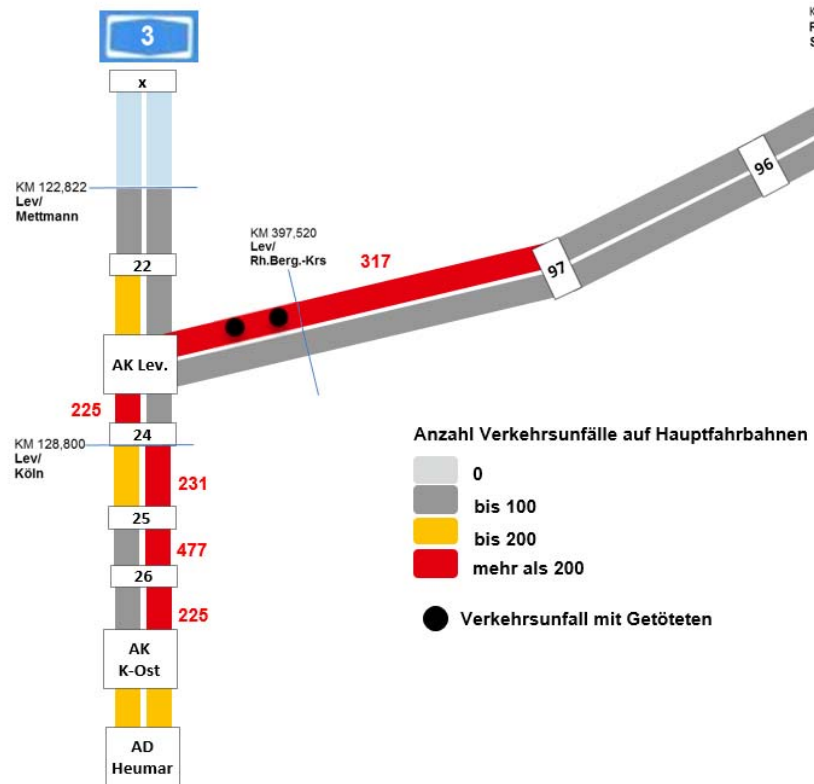 3
x
K
F
S
KM 122,822
Lev/
Mettmann
96
KM 397,520
Lev/
Rh.Berg.-Krs
317
97
22
AK Lev.
225
24
KM 128,800
Lev/
Köln
231
25
477
26
225
AK
K-Ost
AD
Heumar
Anzahl Verkehrsunfälle auf Hauptfahrbahnen
0
bis 100
bis 200
mehr als 200
Verkehrsunfall mit Getöteten